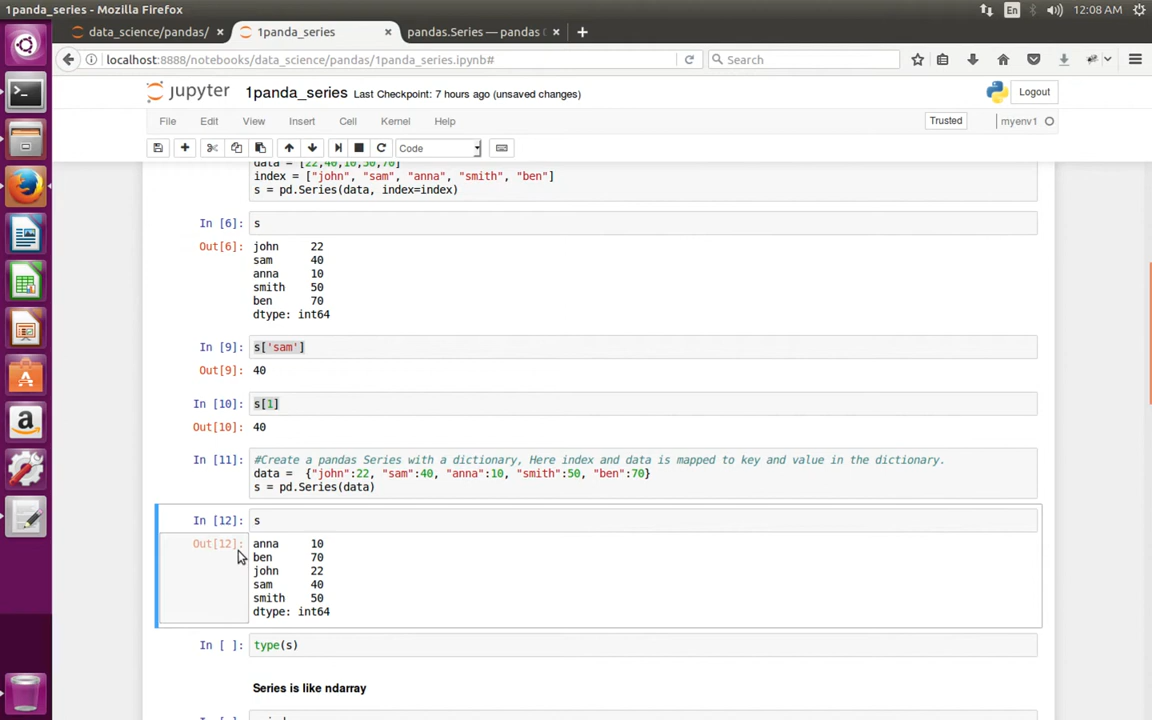 1panda_series - Mozilla Firefox
En
12:08 AM
data_science/pandas/
1panda_series
pandas.Series — pandas
localhost:8888/notebooks/data_science/pandas/1panda_series.ipynb#
Search
jupyter 1panda_series Last Checkpoint: 7 hours ago (unsaved changes)
Logout
File Edit View Insert Cell Kernel Help
Trusted
myenv1
Code
data = [22,40,10,50,70]
index = ["john", "sam", "anna", "smith", "ben"]
s = pd.Series(data, index=index)
In [6]: s
Out[6]: john 22
sam 40
anna 10
smith 50
ben 70
dtype: int64
In [9]: s['sam']
Out[9]: 40
In [10]: s[1]
Out[10]: 40
In [11]: #Create a pandas Series with a dictionary, Here index and data is mapped to key and value in the dictionary.
data = {"john":22, "sam":40, "anna":10, "smith":50, "ben":70}
s = pd.Series(data)
In [12]: s
Out[12]: anna 10
ben 70
john 22
sam 40
smith 50
dtype: int64
In [ ]: type(s)
Series is like ndarray